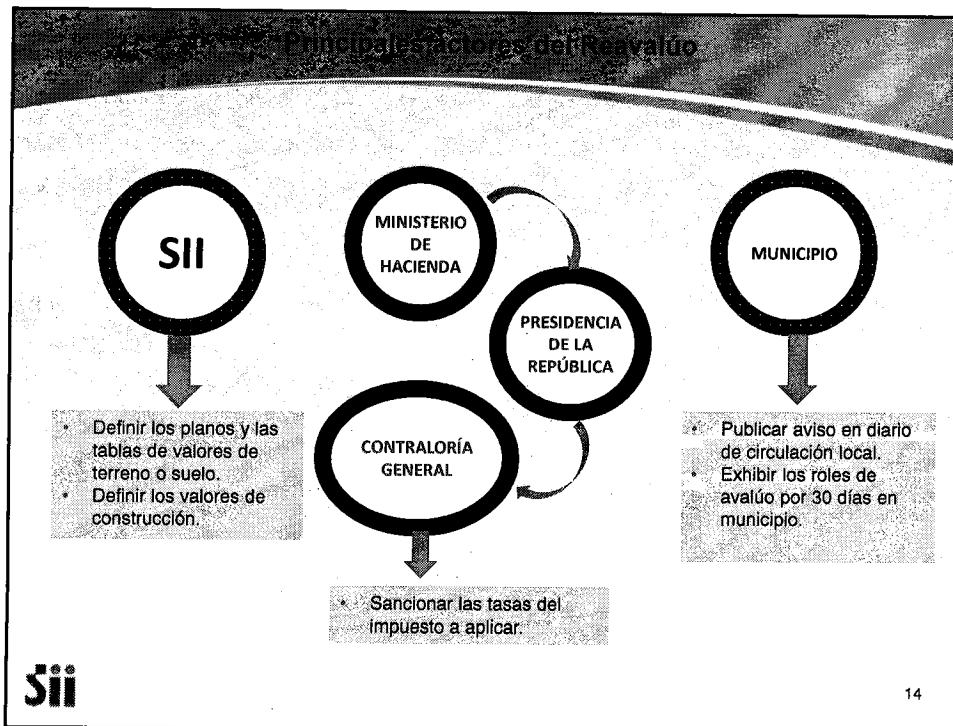 Principales actores del Reavalúo
SII
• Definir los planos y las
tablas de valores de
terreno o suelo.
• Definir los valores de
construcción.
MINISTERIO
DE
HACIENDA
PRESIDENCIA
DE LA
REPÚBLICA
CONTRALORÍA
GENERAL
• Sancionar las tasas del
impuesto a aplicar.
MUNICIPIO
• Publicar aviso en diario
de circulación local.
• Exhibir los roles de
avalúo por 30 días en
municipio.
Sii
14